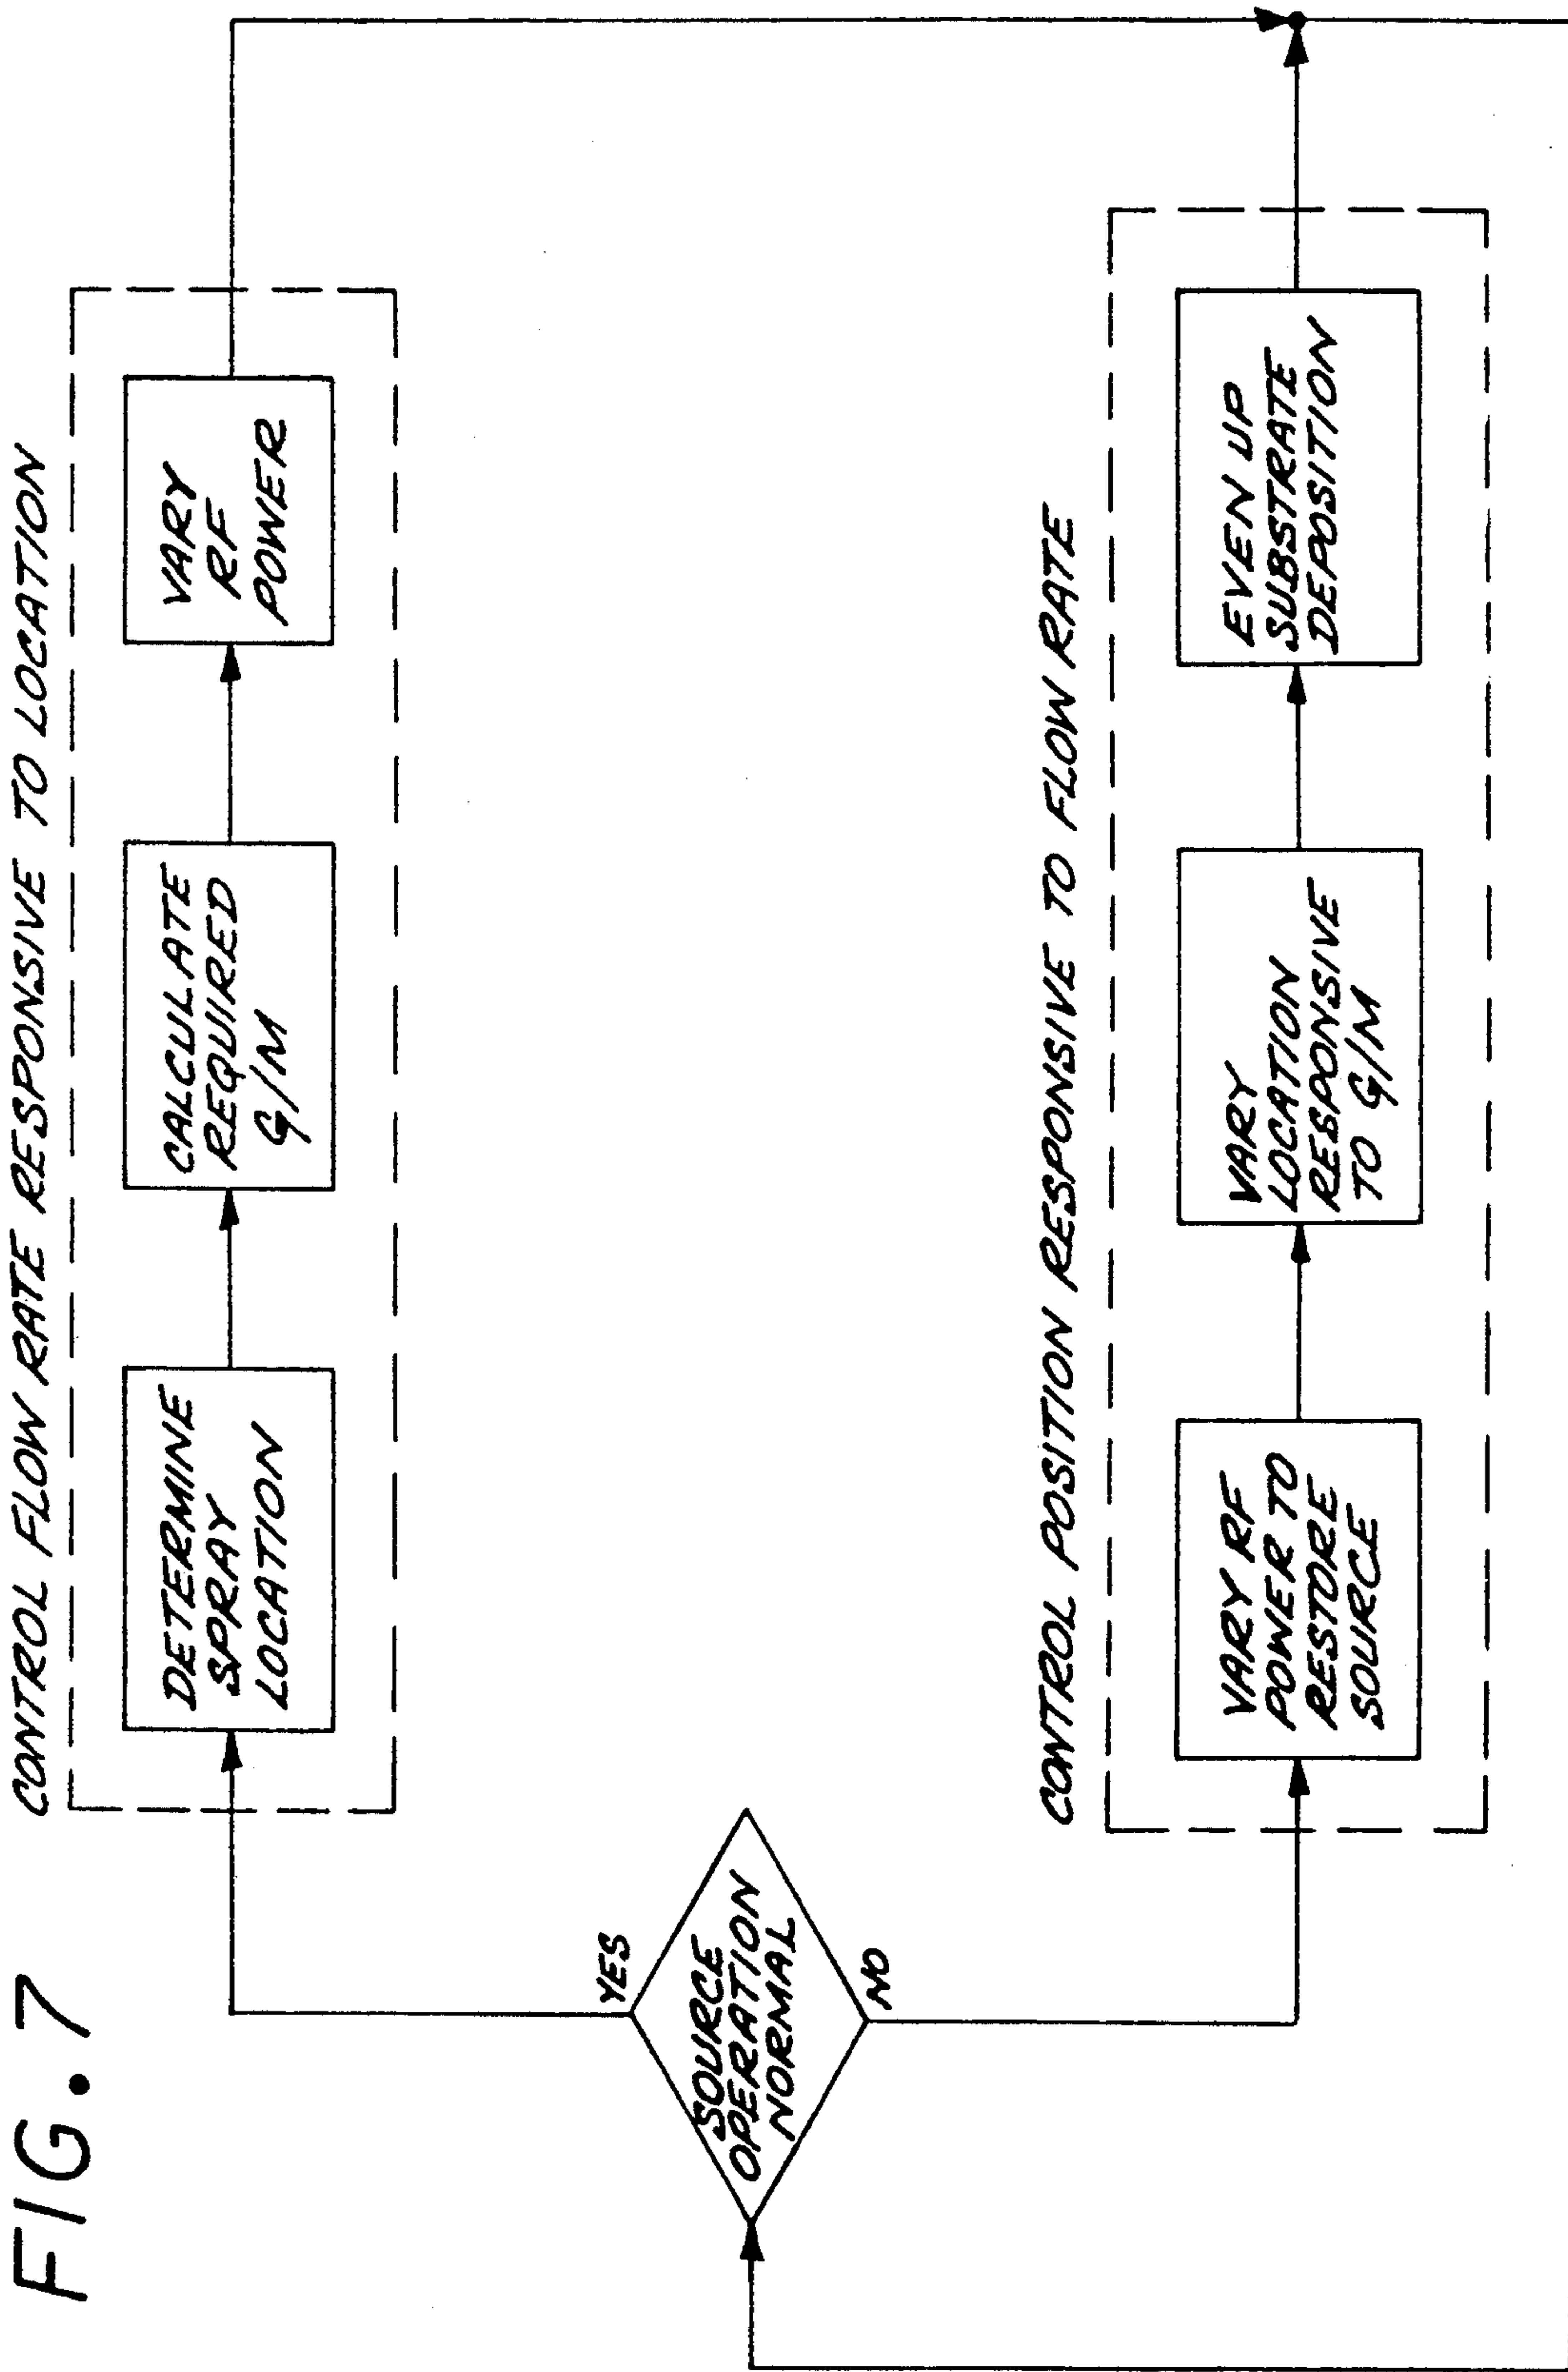 FIG. 7
CONTROL FLOW RATE RESPONSIVE TO LOCATION
DETERMINE
SPRAY
LOCATION
CALCULATE
REQUIRED
G/M
VARY
RF
POWER
SOURCE
OPERATION
NORMAL
YES
NO
CONTROL POSITION RESPONSIVE TO FLOW RATE
VARY RF
POWER TO
RESTORE
SOURCE
VARY
LOCATION
RESPONSIVE
TO G/M
EVEN UP
SUBSTRATE
DEPOSITION